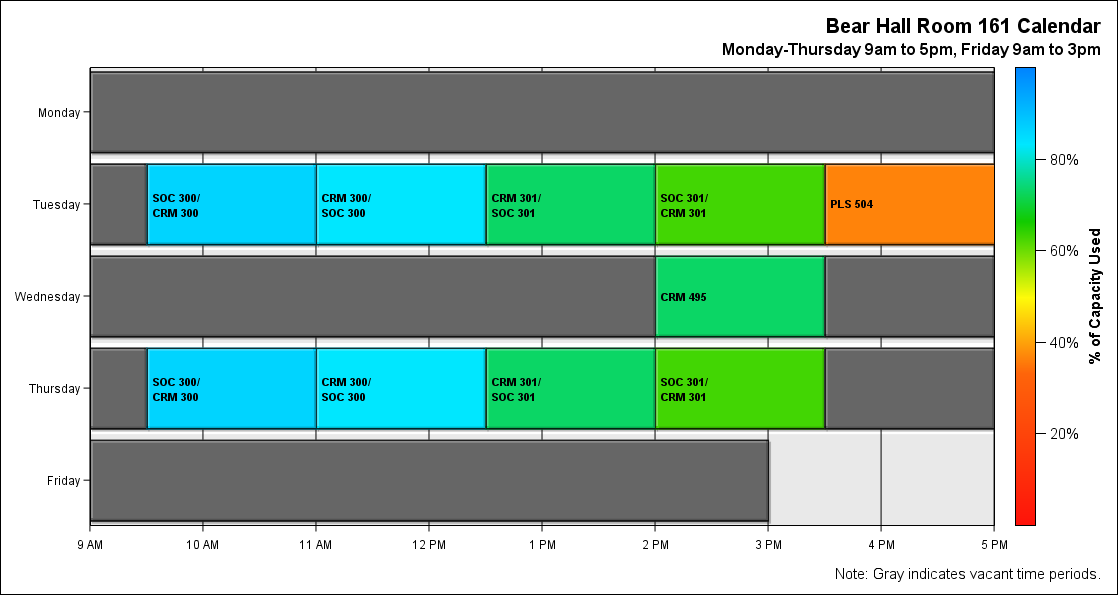 Bear Hall Room 161 Calendar
Monday-Thursday 9am to 5pm, Friday 9am to 3pm
Monday
Tuesday
SOC 300/
CRM 300
CRM 300/
SOC 300
CRM 301/
SOC 301
SOC 301/
CRM 301
PLS 504
Wednesday
CRM 495
Thursday
SOC 300/
CRM 300
CRM 300/
SOC 300
CRM 301/
SOC 301
SOC 301/
CRM 301
Friday
9 AM
10 AM
11 AM
12 PM
1 PM
2 PM
3 PM
4 PM
5 PM
80%
60%
40%
20%
% of Capacity Used
Note: Gray indicates vacant time periods.